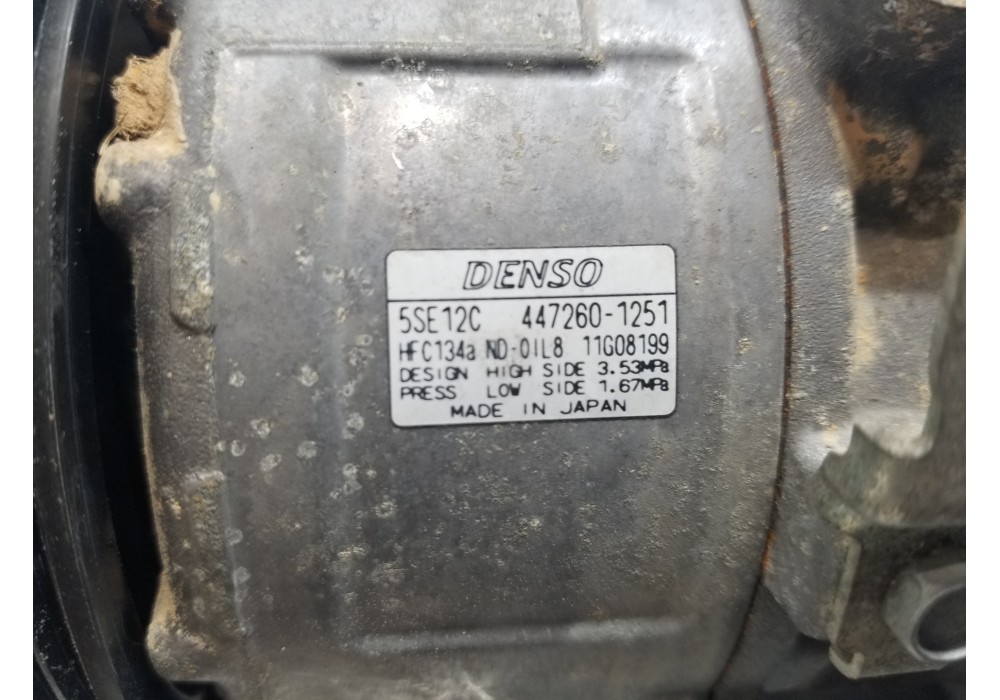 DENSO
5SE12C 447260-1251
HFC134a ND-OIL8 11G08199
DESIGN HIGH SIDE 3.53MPa
PRESS LOW SIDE 1.67MPa
MADE IN JAPAN